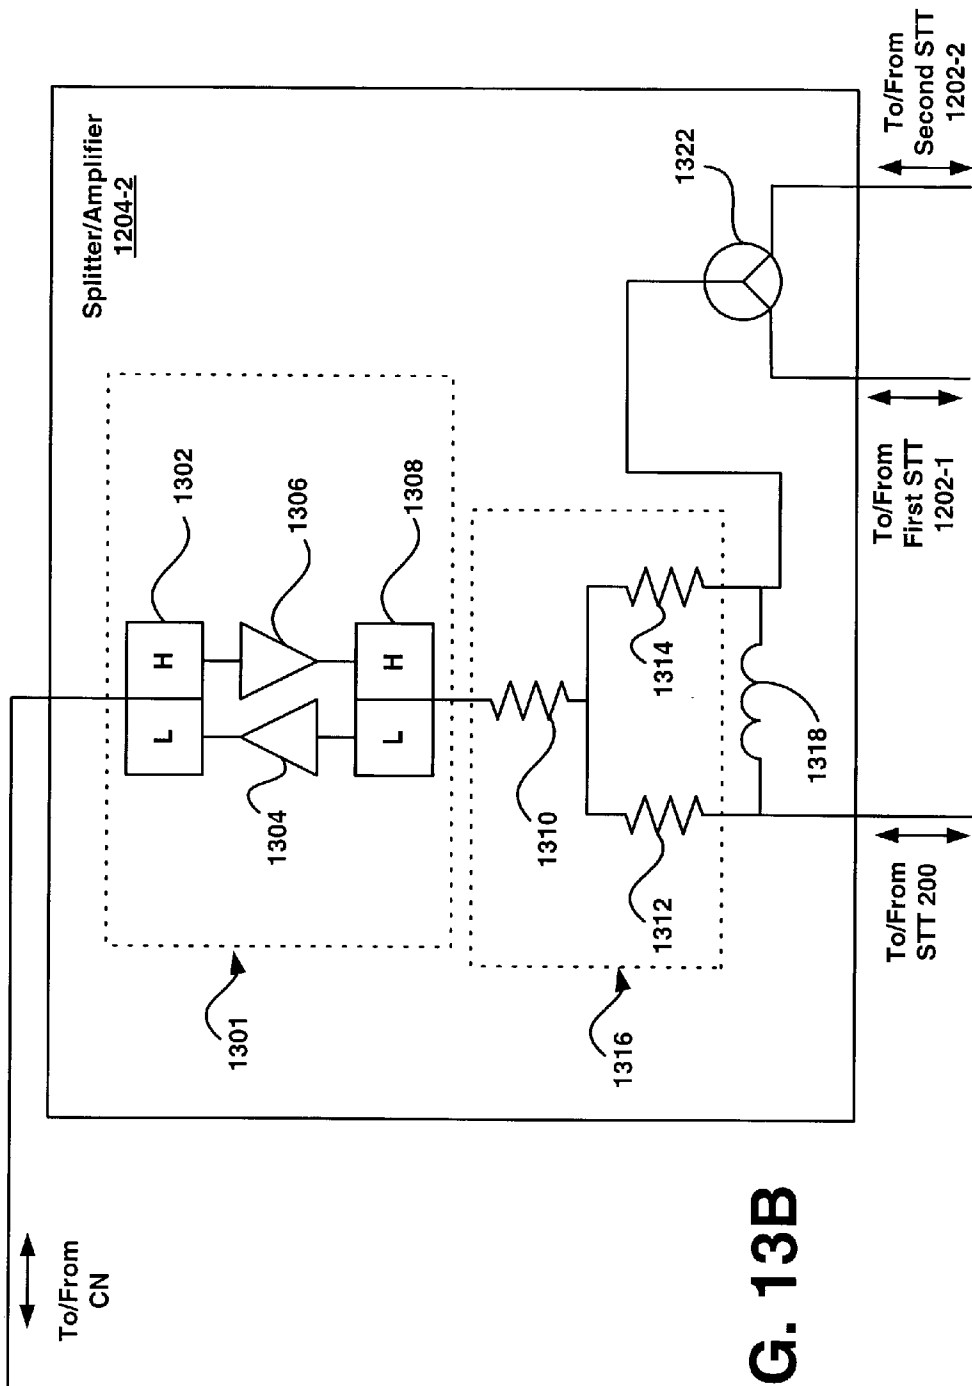 To/From
CN
Splitter/Amplifier
1204-2
1302
L
H
1306
1304
1308
L
H
1301
1310
1314
1312
1316
1318
1322
To/From
STT 200
To/From
First STT
1202-1
To/From
Second STT
1202-2
G. 13B